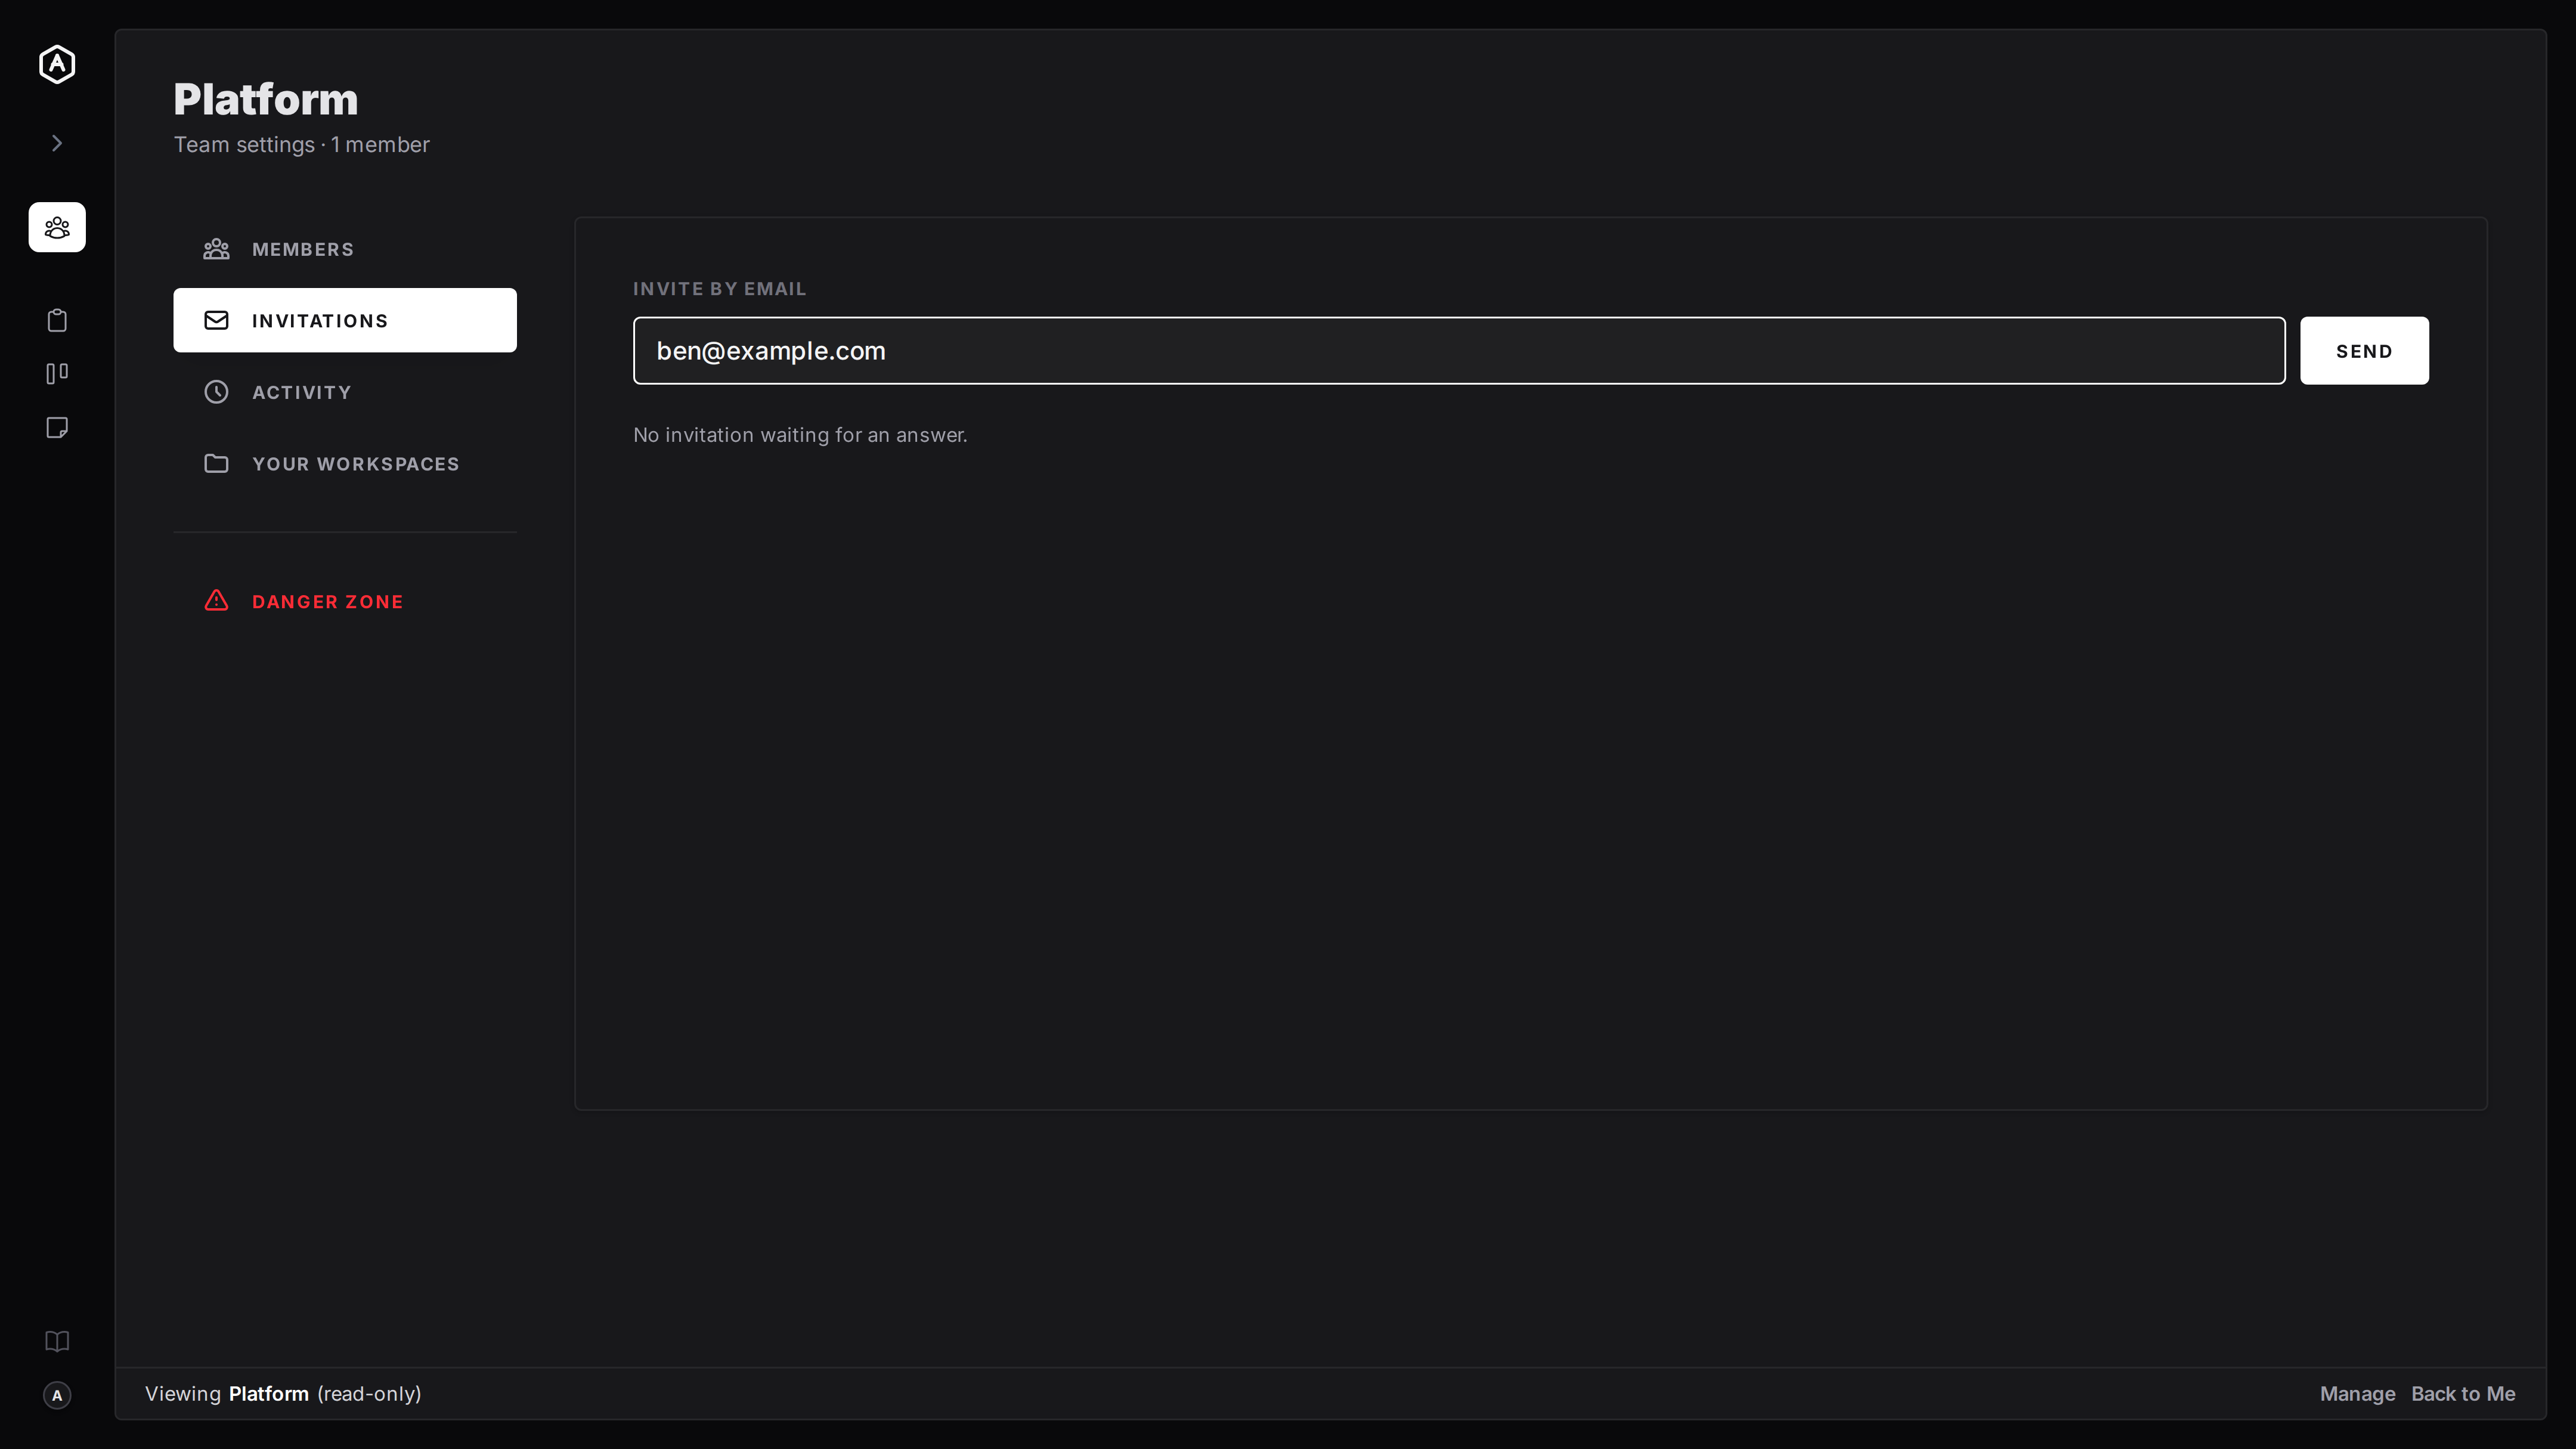 Platform
Team settings · 1 member
MEMBERS
INVITATIONS
ACTIVITY
YOUR WORKSPACES
DANGER ZONE
INVITE BY EMAIL
ben@example.com
SEND
No invitation waiting for an answer.
A
Viewing Platform (read-only)
Manage Back to Me